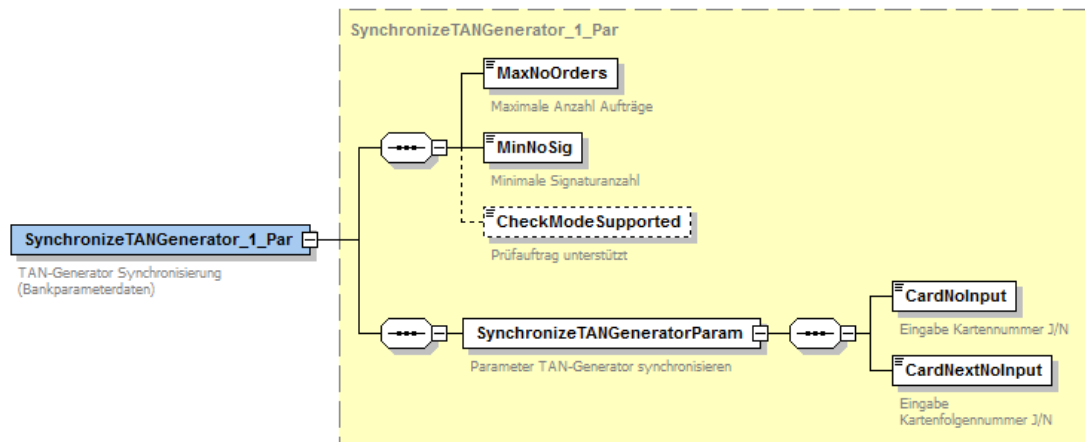 SynchronizeTANGenerator_1_Par
MaxNoOrders
Maximale Anzahl Aufträge
MinNoSig
Minimale Signaturanzahl
CheckModeSupported
Prüfauftrag unterstützt
SynchronizeTANGenerator_1_Par
TAN-Generator Synchronisierung
(Bankparameterdaten)
SynchronizeTANGeneratorParam
Parameter TAN-Generator synchronisieren
CardNoInput
Eingabe Kartennummer J/N
CardNextNoInput
Eingabe
Kartenfolgennummer J/N